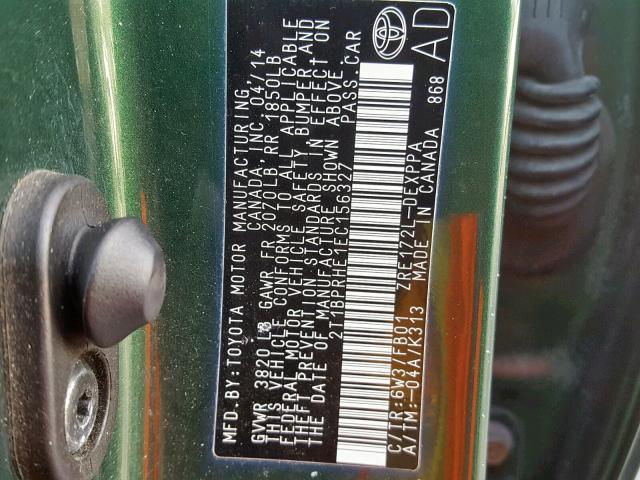 MFD. BY: TOYOTA MOTOR MANUFACTURING,
CANADA, INC. 04/14
GVWR 3820 LB GAWR FR 2070LB RR 1850LB
THIS VEHICLE CONFORMS TO ALL APPLICABLE
FEDERAL MOTOR VEHICLE SAFETY, BUMPER, AND
THEFT PREVENTION STANDARDS IN EFFECT ON
THE DATE OF MANUFACTURE SHOWN ABOVE.
2T1BPRHE1EC156327 PASS. CAR
C/TR:6W3/FB01 ZRE172L-DEXPPA
A/TM:-04A/K313 MADE IN CANADA 868
AD